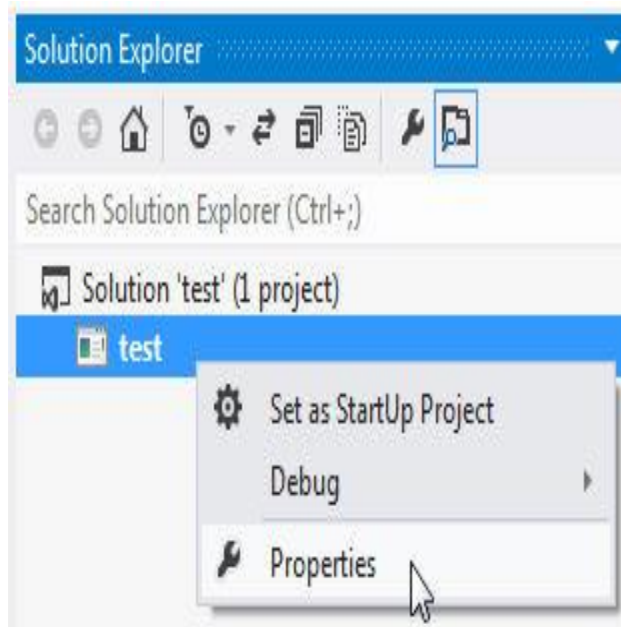 Solution Explorer
Search Solution Explorer (Ctrl+;)
Solution 'test' (1 project)
test
Set as StartUp Project
Debug
Properties